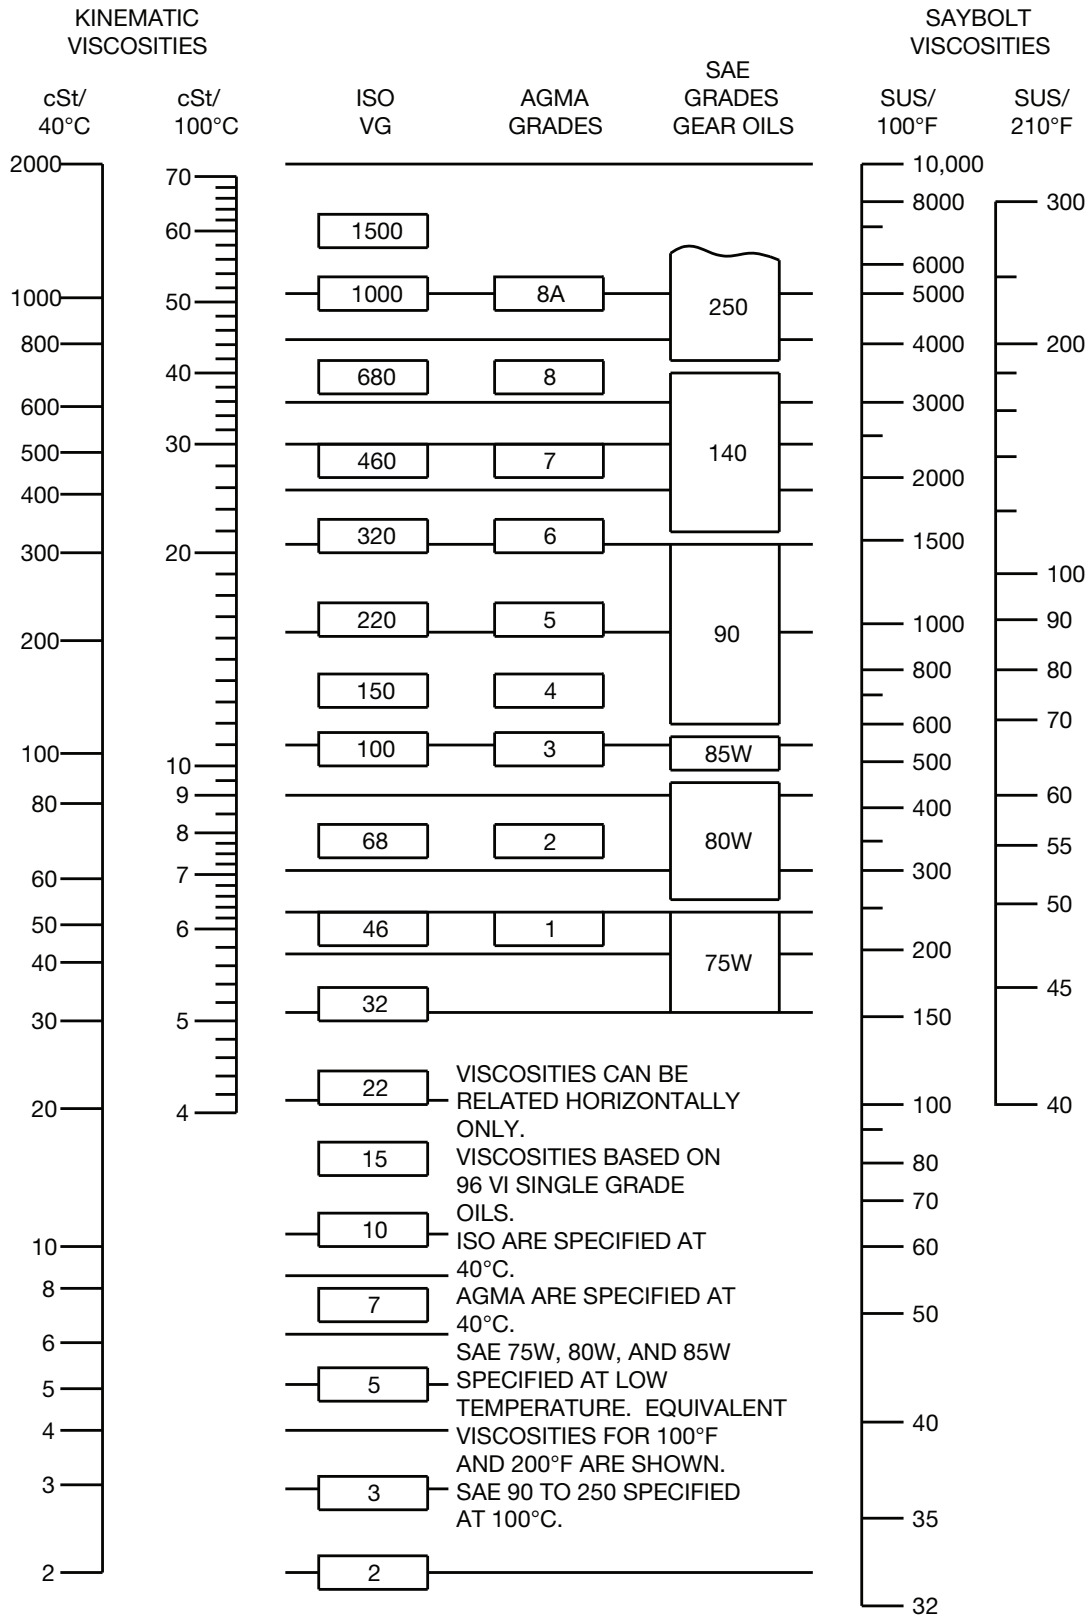 KINEMATIC
VISCOSITIES
SAYBOLT
VISCOSITIES
cSt/
40°C
cSt/
100°C
ISO
VG
AGMA
GRADES
SAE
GRADES
GEAR OILS
SUS/
100°F
SUS/
210°F
2000
1000
800
600
500
400
300
200
100
80
60
50
40
30
20
10
8
6
5
4
3
2
70
60
50
40
30
20
10
9
8
7
6
5
4
1500
1000
680
460
320
220
150
100
68
46
32
22
15
10
7
5
3
2
8A
8
7
6
5
4
3
2
1
250
140
90
85W
80W
75W
VISCOSITIES CAN BE
RELATED HORIZONTALLY
ONLY.
VISCOSITIES BASED ON
96 VI SINGLE GRADE
OILS.
ISO ARE SPECIFIED AT
40°C.
AGMA ARE SPECIFIED AT
40°C.
SAE 75W, 80W, AND 85W
SPECIFIED AT LOW
TEMPERATURE. EQUIVALENT
VISCOSITIES FOR 100°F
AND 200°F ARE SHOWN.
SAE 90 TO 250 SPECIFIED
AT 100°C.
10,000
8000
6000
5000
4000
3000
2000
1500
1000
800
600
500
400
300
200
150
100
80
70
60
50
40
35
32
300
200
100
90
80
70
60
55
50
45
40